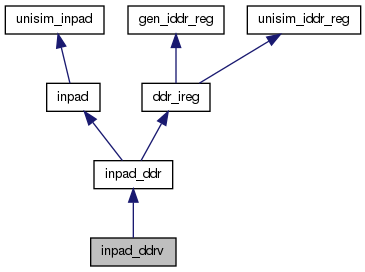 unisim_inpad
gen_iddr_reg
unisim_iddr_reg
inpad
ddr_ireg
inpad_ddr
inpad_ddrv